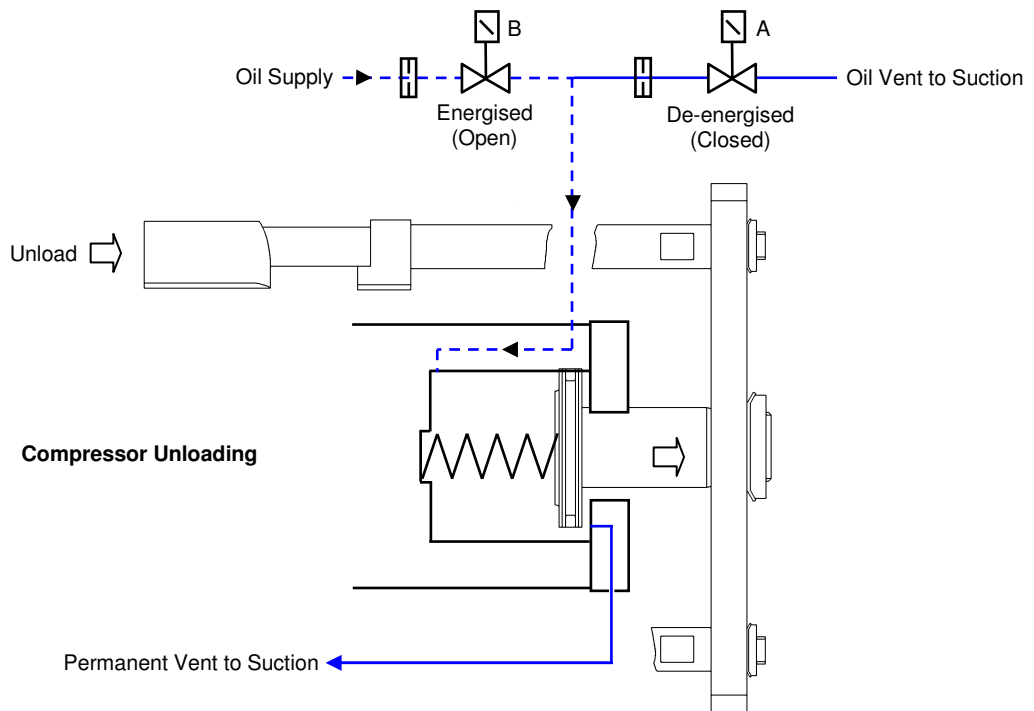 B
A
Oil Supply
Oil Vent to Suction
Energised
(Open)
De-energised
(Closed)
Unload
Compressor Unloading
Permanent Vent to Suction